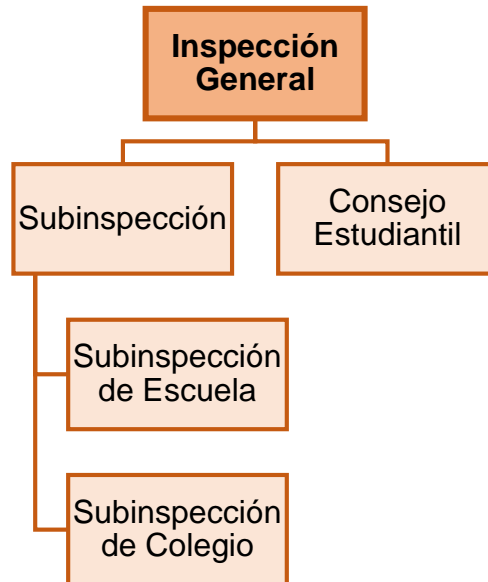 Inspección
General
Subinspección
Consejo
Estudiantil
Subinspección
de Escuela
Subinspección
de Colegio